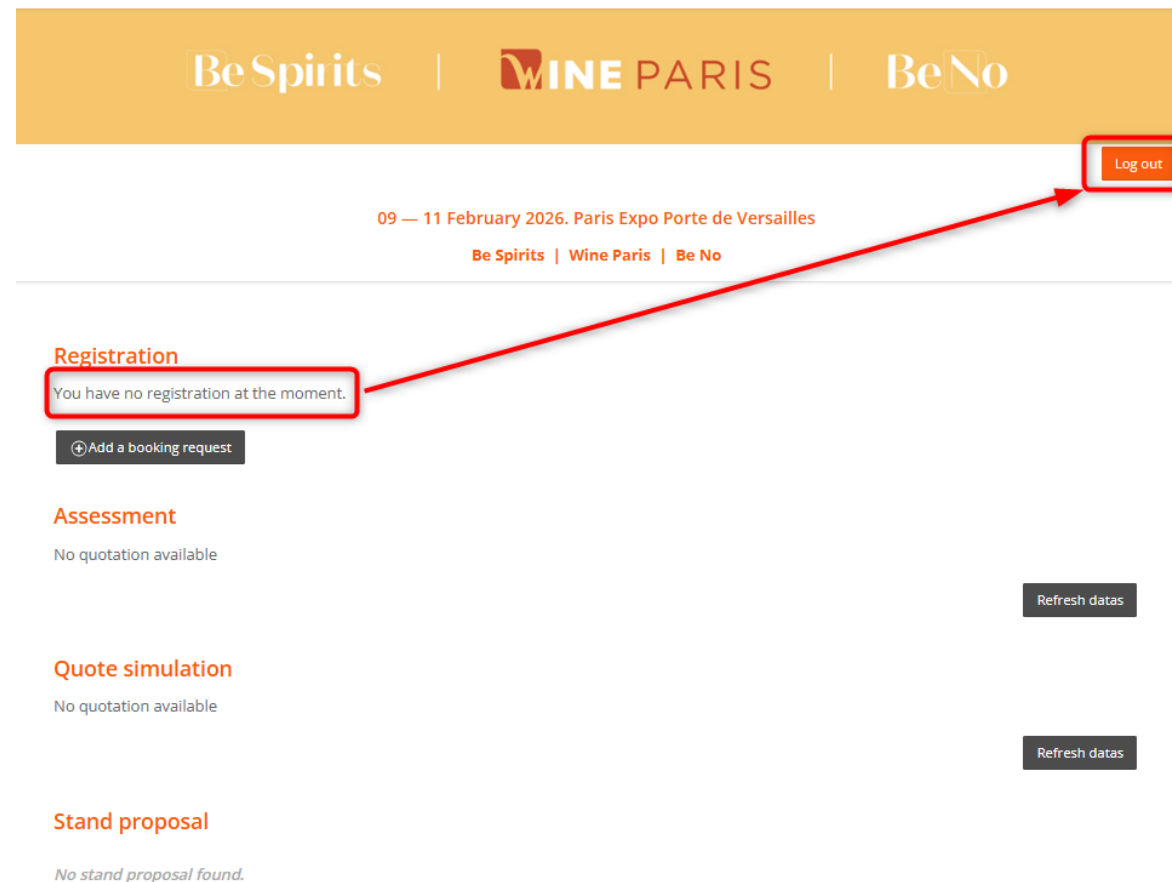 Be Spirits | WINE PARIS | Be No
Log out
09 — 11 February 2026. Paris Expo Porte de Versailles
Be Spirits | Wine Paris | Be No
Registration
You have no registration at the moment.
Add a booking request
Assessment
No quotation available
Refresh datas
Quote simulation
No quotation available
Refresh datas
Stand proposal
No stand proposal found.